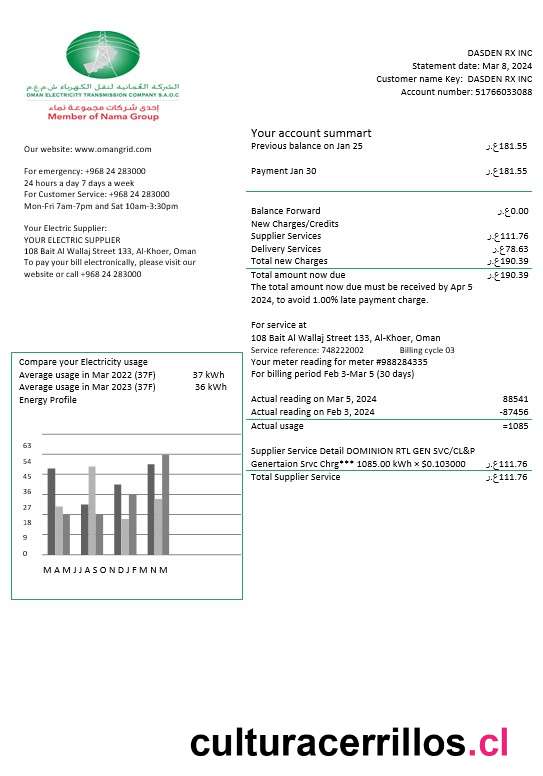 الشركة العُمانية لنقل الكهرباء ش.م.ع.م
OMAN ELECTRICITY TRANSMISSION COMPANY S.A.O.C
إحدى شركات مجموعة نماء
Member of Nama Group
DASDEN RX INC
Statement date: Mar 8, 2024
Customer name Key: DASDEN RX INC
Account number: 51766033088
Our website: www.omangrid.com
For emergency: +968 24 283000
24 hours a day 7 days a week
For Customer Service: +968 24 283000
Mon-Fri 7am-7pm and Sat 10am-3:30pm
Your Electric Supplier:
YOUR ELECTRIC SUPPLIER
108 Bait Al Wallaj Street 133, Al-Khoer, Oman
To pay your bill electronically, please visit our
website or call +968 24 283000
Your account summart
Previous balance on Jan 25 ر.ع181.55
Payment Jan 30 ر.ع181.55
Balance Forward ر.ع0.00
New Charges/Credits
Supplier Services ر.ع111.76
Delivery Services ر.ع78.63
Total new Charges ر.ع190.39
Total amount now due ر.ع190.39
The total amount now due must be received by Apr 5
2024, to avoid 1.00% late payment charge.
For service at
108 Bait Al Wallaj Street 133, Al-Khoer, Oman
Service reference: 748222002 Billing cycle 03
Your meter reading for meter #988284335
For billing period Feb 3-Mar 5 (30 days)
Actual reading on Mar 5, 2024 88541
Actual reading on Feb 3, 2024 -87456
Actual usage =1085
Supplier Service Detail DOMINION RTL GEN SVC/CL&P
Genertaion Srvc Chrg*** 1085.00 kWh × $0.103000 ر.ع111.76
Total Supplier Service ر.ع111.76
Compare your Electricity usage
Average usage in Mar 2022 (37F) 37 kWh
Average usage in Mar 2023 (37F) 36 kWh
Energy Profile
63
54
45
36
27
18
9
0
M A M J J A S O N D J F M N M
culturacerrillos.cl